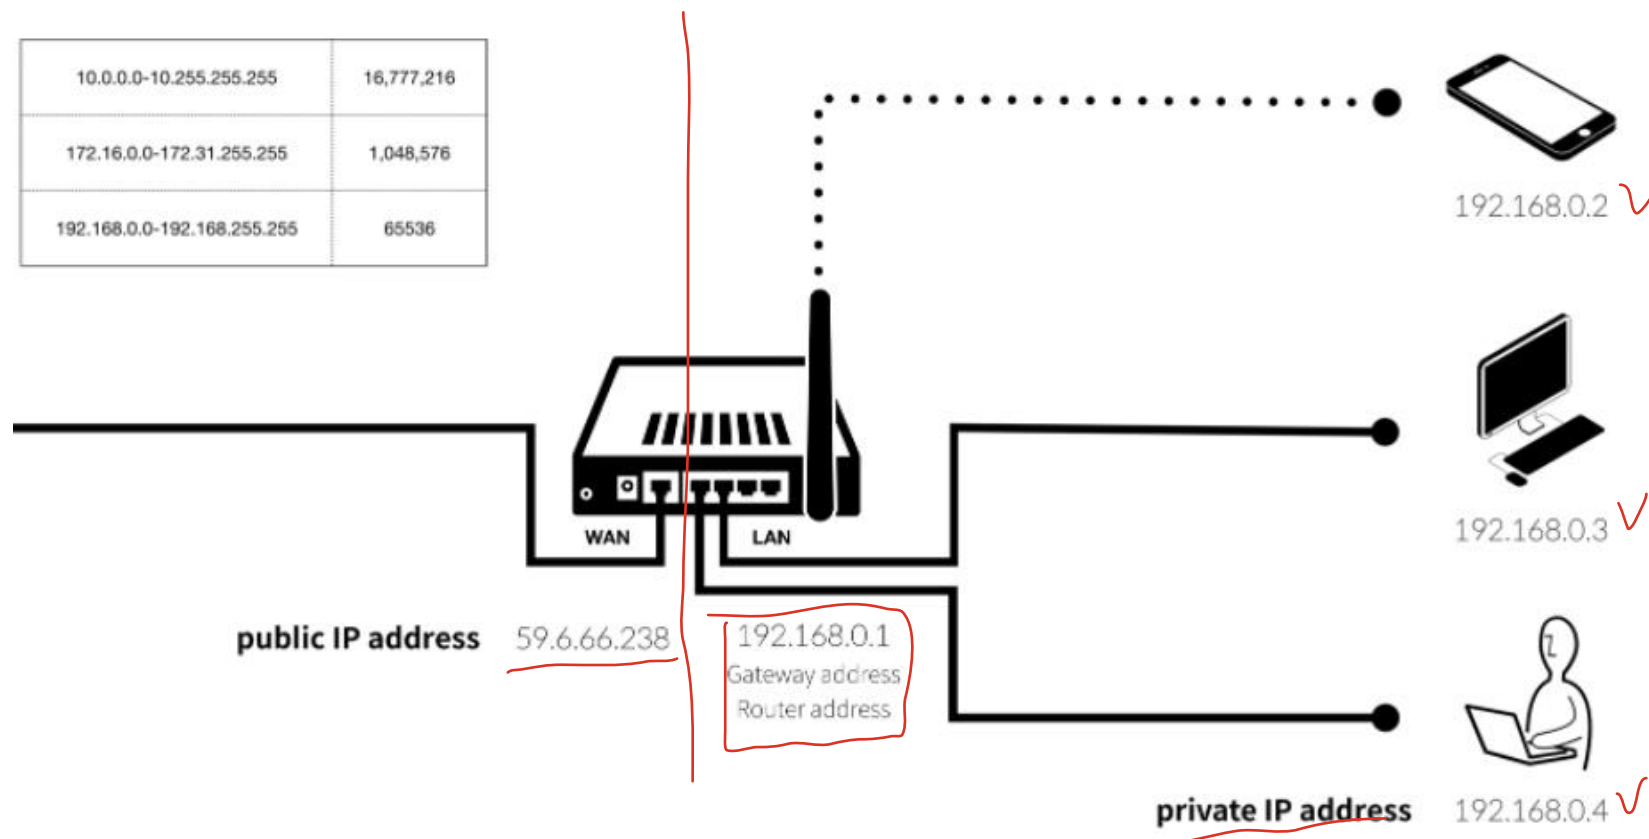 10.0.0.0-10.255.255.255 16,777,216
172.16.0.0-172.31.255.255 1,048,576
192.168.0.0-192.168.255.255 65536
192.168.0.2
192.168.0.3
WAN LAN
public IP address 59.6.66.238
192.168.0.1
Gateway address
Router address
private IP address 192.168.0.4